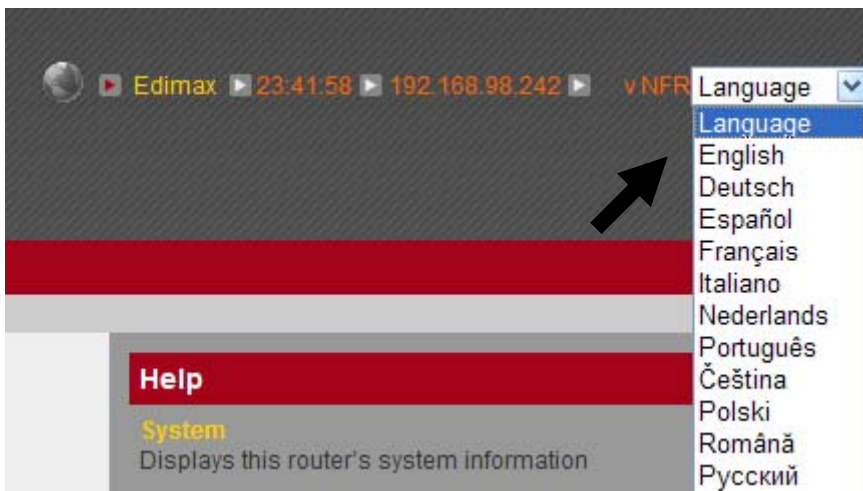 Edimax 23:41:58 192.168.98.242 v NFR Language
Language
English
Deutsch
Español
Français
Italiano
Nederlands
Português
Čeština
Polski
Română
Русский
Help
System
Displays this router's system information